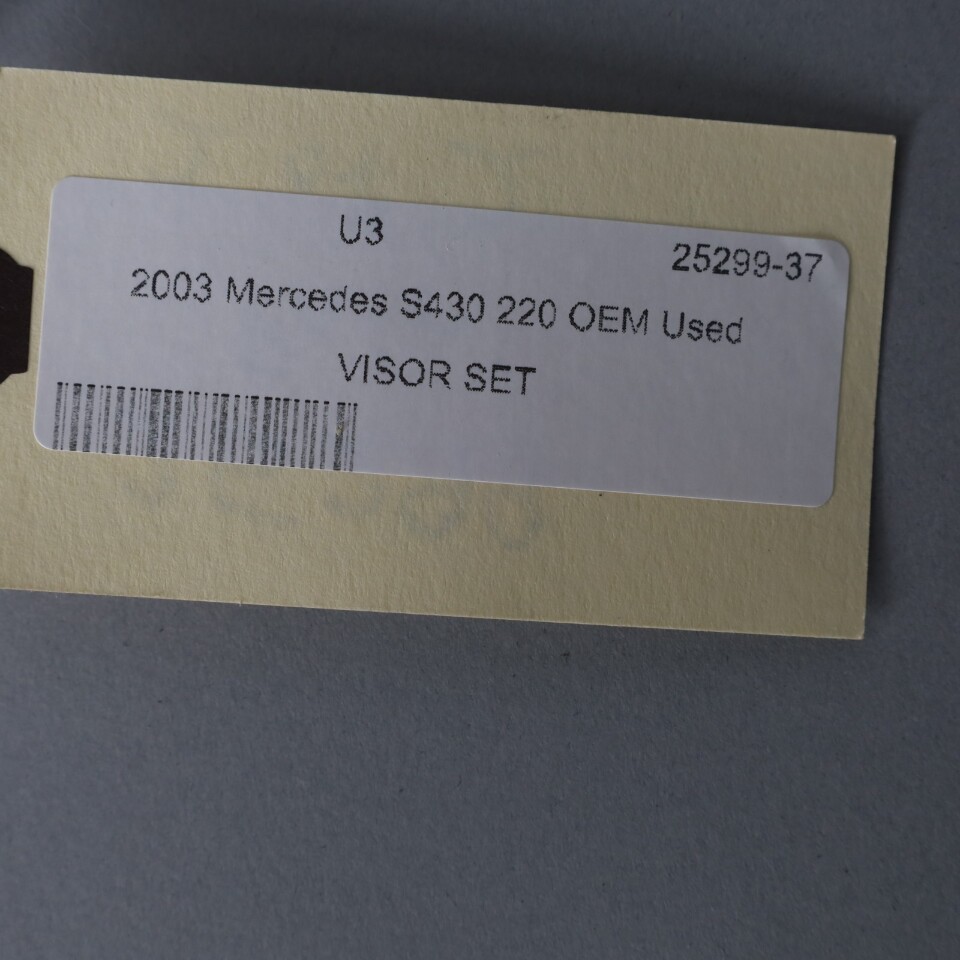 U3
25299-37
2003 Mercedes S430 220 OEM Used
VISOR SET